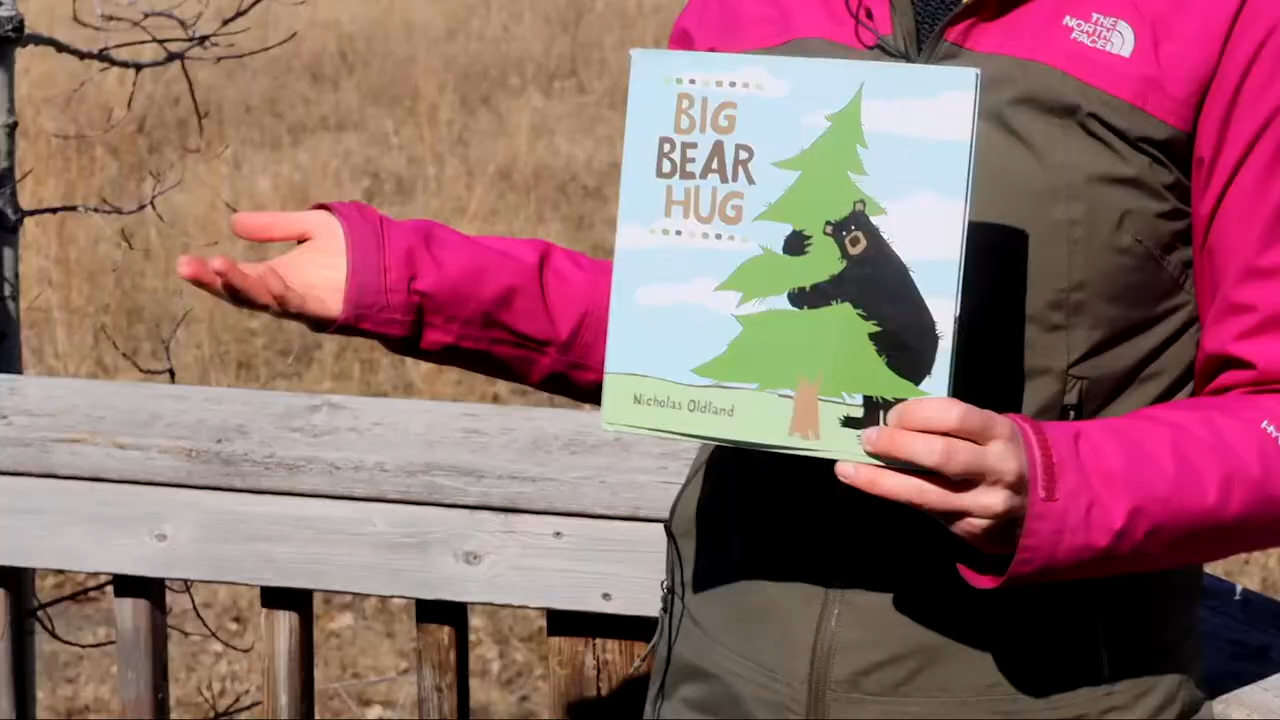 THE
NORTH
FACE
BIG
BEAR
HUG
Nicholas Oldland